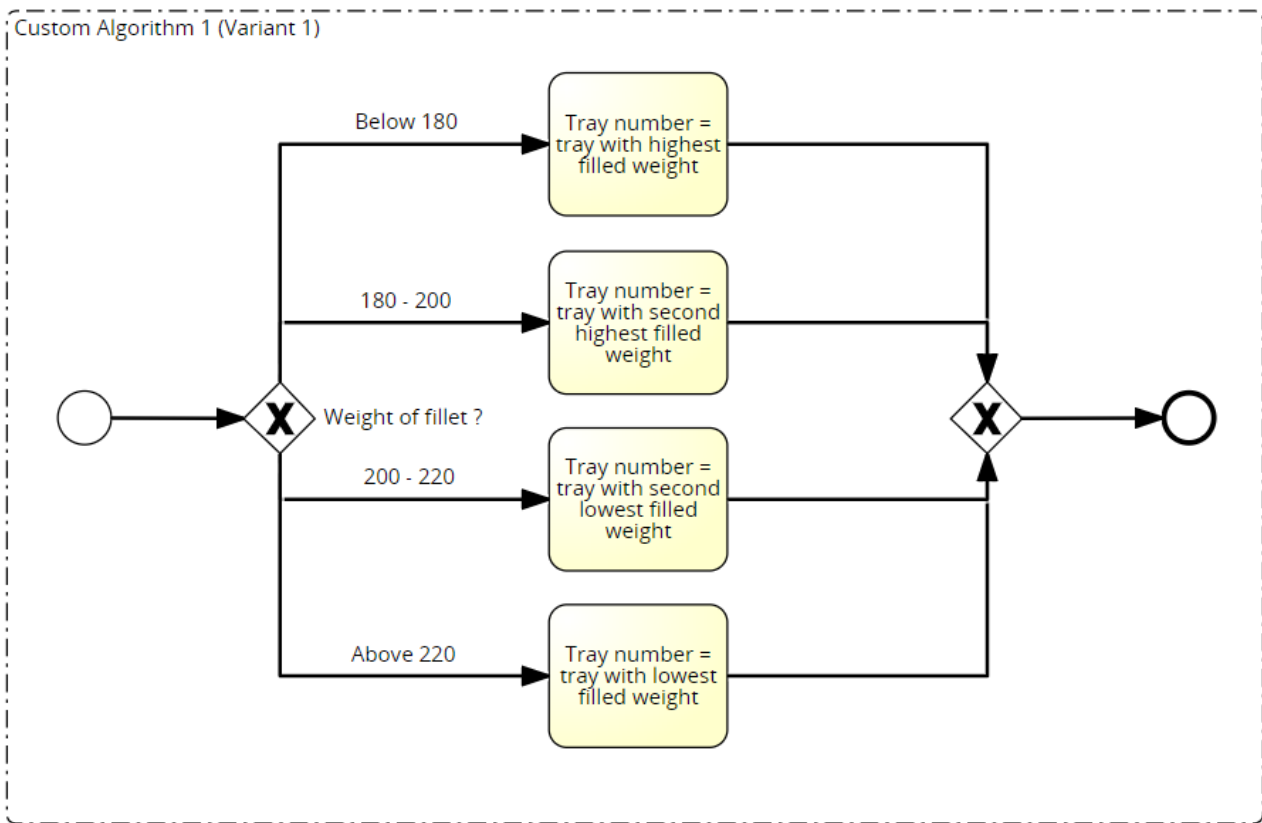 Custom Algorithm 1 (Variant 1)
Below 180
Tray number =
tray with highest
filled weight
180 - 200
Tray number =
tray with second
highest filled
weight
X
Weight of fillet ?
X
200 - 220
Tray number =
tray with second
lowest filled
weight
Above 220
Tray number =
tray with lowest
filled weight